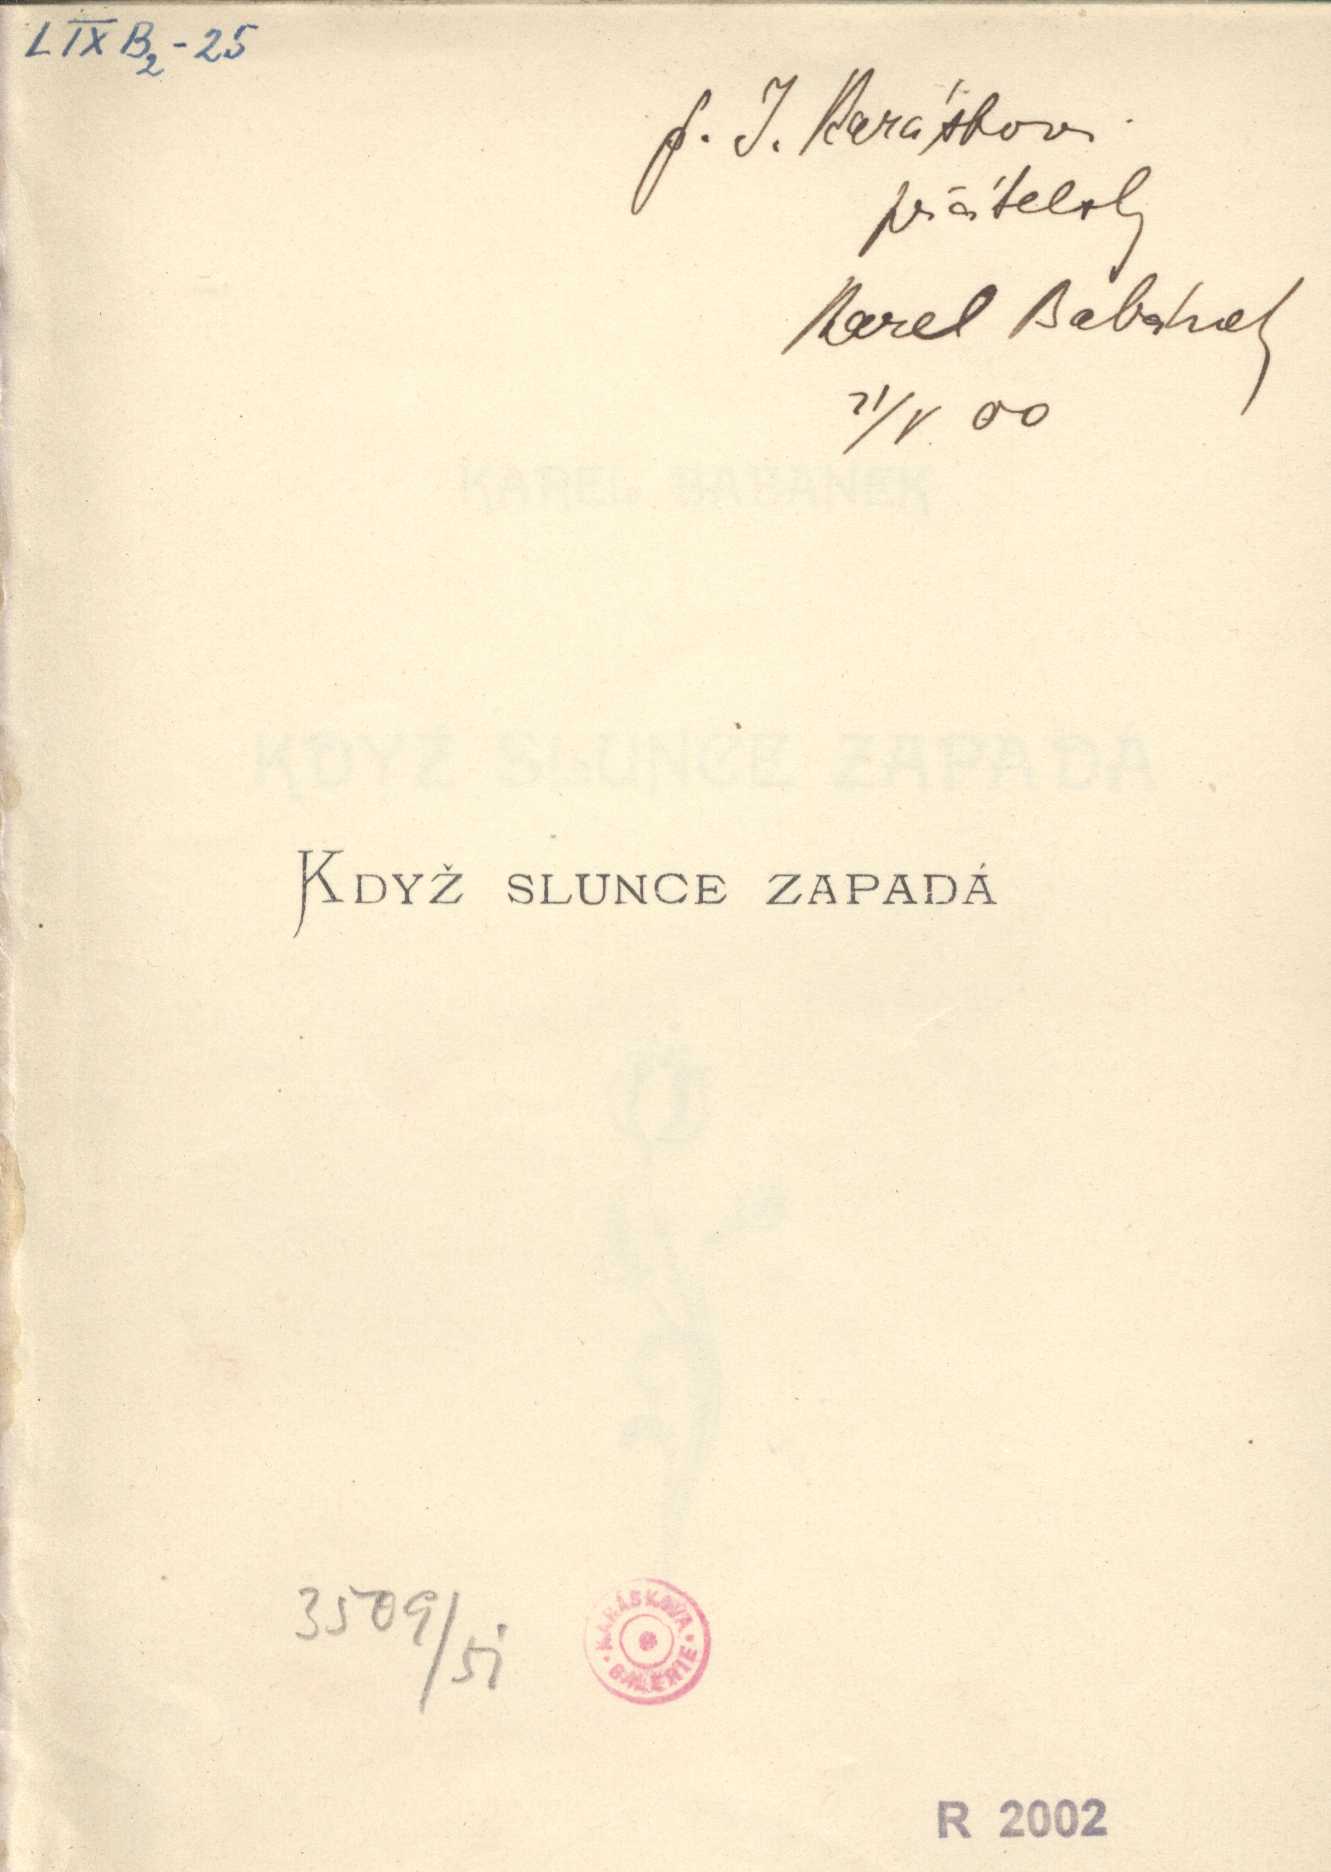 LIX B2-25
p. J. Karáskovi
přátelsky
Karel Babánek
21/V 00
KAREL BABÁNEK
KDYŽ SLUNCE ZAPADÁ
KDYŽ SLUNCE ZAPADÁ
3509/51
KARÁSKOVA GALERIE
R 2002